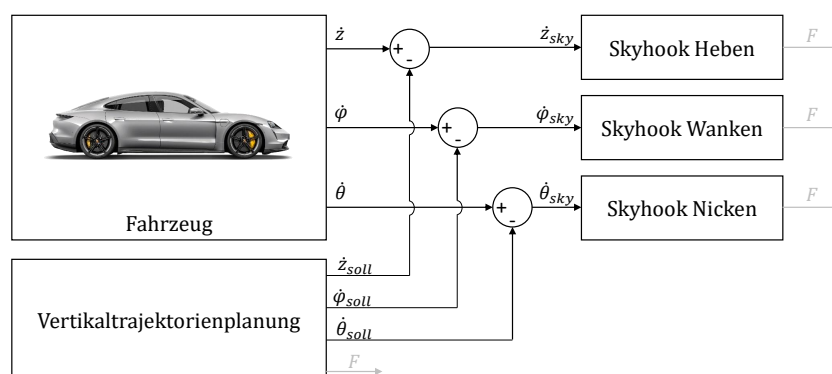 ż
ż_sky
Skyhook Heben
F
+
-
φ̇
φ̇_sky
Skyhook Wanken
F
+
-
θ̇
θ̇_sky
Skyhook Nicken
F
+
-
Fahrzeug
ż_soll
φ̇_soll
Vertikaltrajektorienplanung
θ̇_soll
F